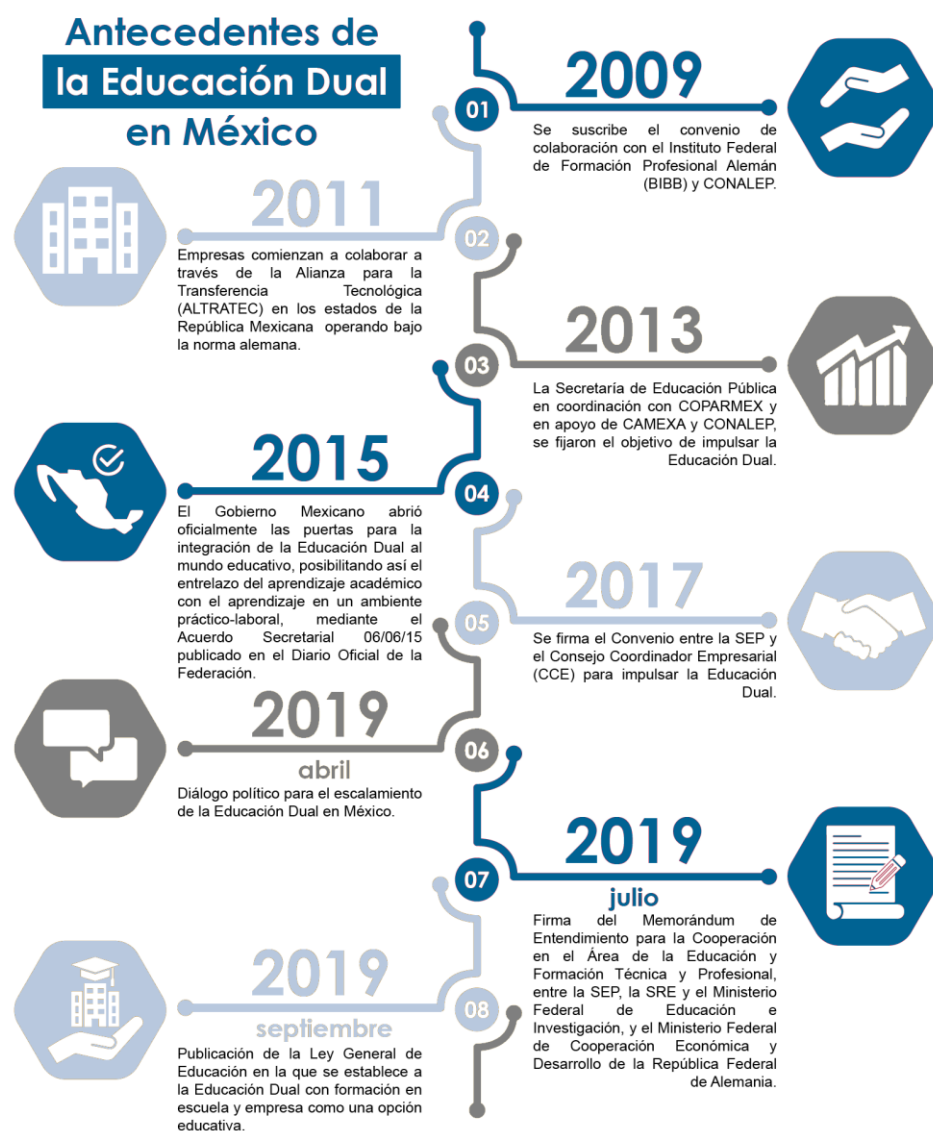 Antecedentes de
la Educación Dual
en México
01
2009
Se suscribe el convenio de
colaboración con el Instituto Federal
de Formación Profesional Alemán
(BIBB) y CONALEP.
2011
02
Empresas comienzan a colaborar a
través de la Alianza para la
Transferencia Tecnológica
(ALTRATEC) en los estados de la
República Mexicana operando bajo
la norma alemana.
03
2013
La Secretaría de Educación Pública
en coordinación con COPARMEX y
en apoyo de CAMEXA y CONALEP,
se fijaron el objetivo de impulsar la
Educación Dual.
2015
04
El Gobierno Mexicano abrió
oficialmente las puertas para la
integración de la Educación Dual al
mundo educativo, posibilitando así el
entrelazo del aprendizaje académico
con el aprendizaje en un ambiente
práctico-laboral, mediante el
Acuerdo Secretarial 06/06/15
publicado en el Diario Oficial de la
Federación.
05
2017
Se firma el Convenio entre la SEP y
el Consejo Coordinador Empresarial
(CCE) para impulsar la Educación
Dual.
2019
abril
06
Diálogo político para el escalamiento
de la Educación Dual en México.
07
2019
julio
Firma del Memorándum de
Entendimiento para la Cooperación
en el Área de la Educación y
Formación Técnica y Profesional,
entre la SEP, la SRE y el Ministerio
Federal de Educación e
Investigación, y el Ministerio Federal
de Cooperación Económica y
Desarrollo de la República Federal
de Alemania.
2019
septiembre
08
Publicación de la Ley General de
Educación en la que se establece a
la Educación Dual con formación en
escuela y empresa como una opción
educativa.